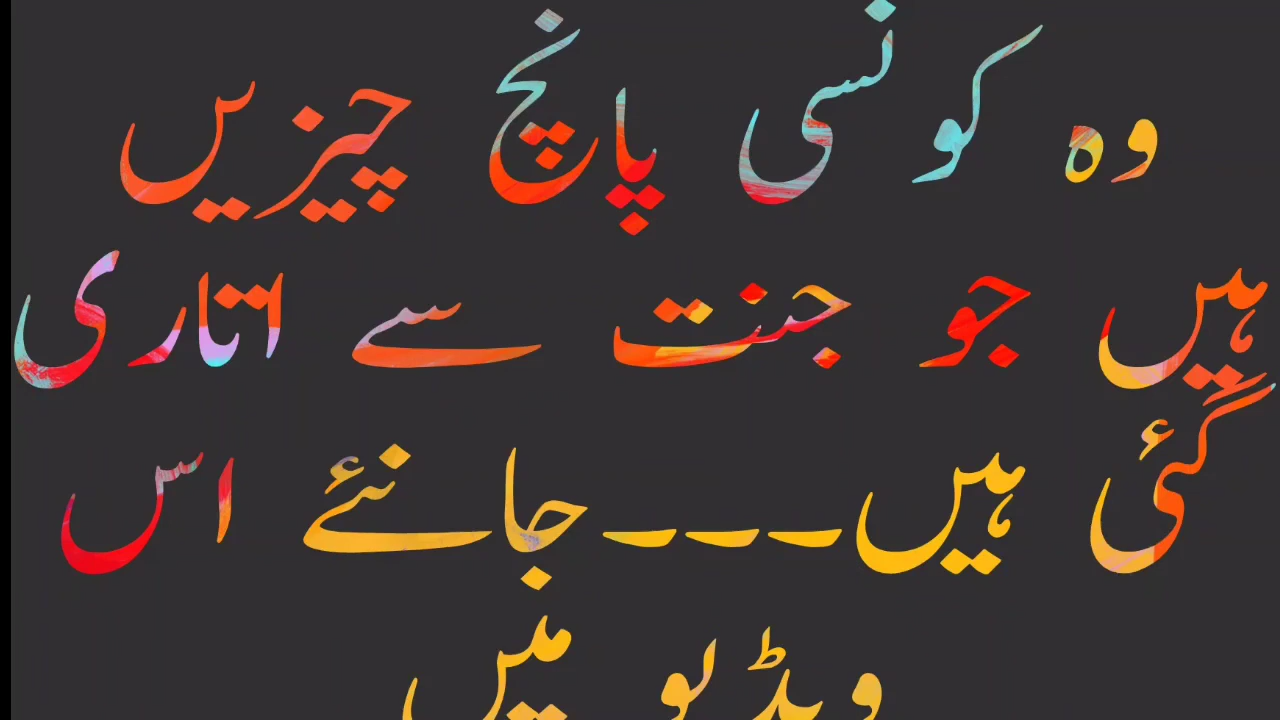 وہ کونسی پانچ چیزیں
ہیں جو جنت سے اتاری
گئی ہیں۔۔۔جانئے اس
ویڈیو میں